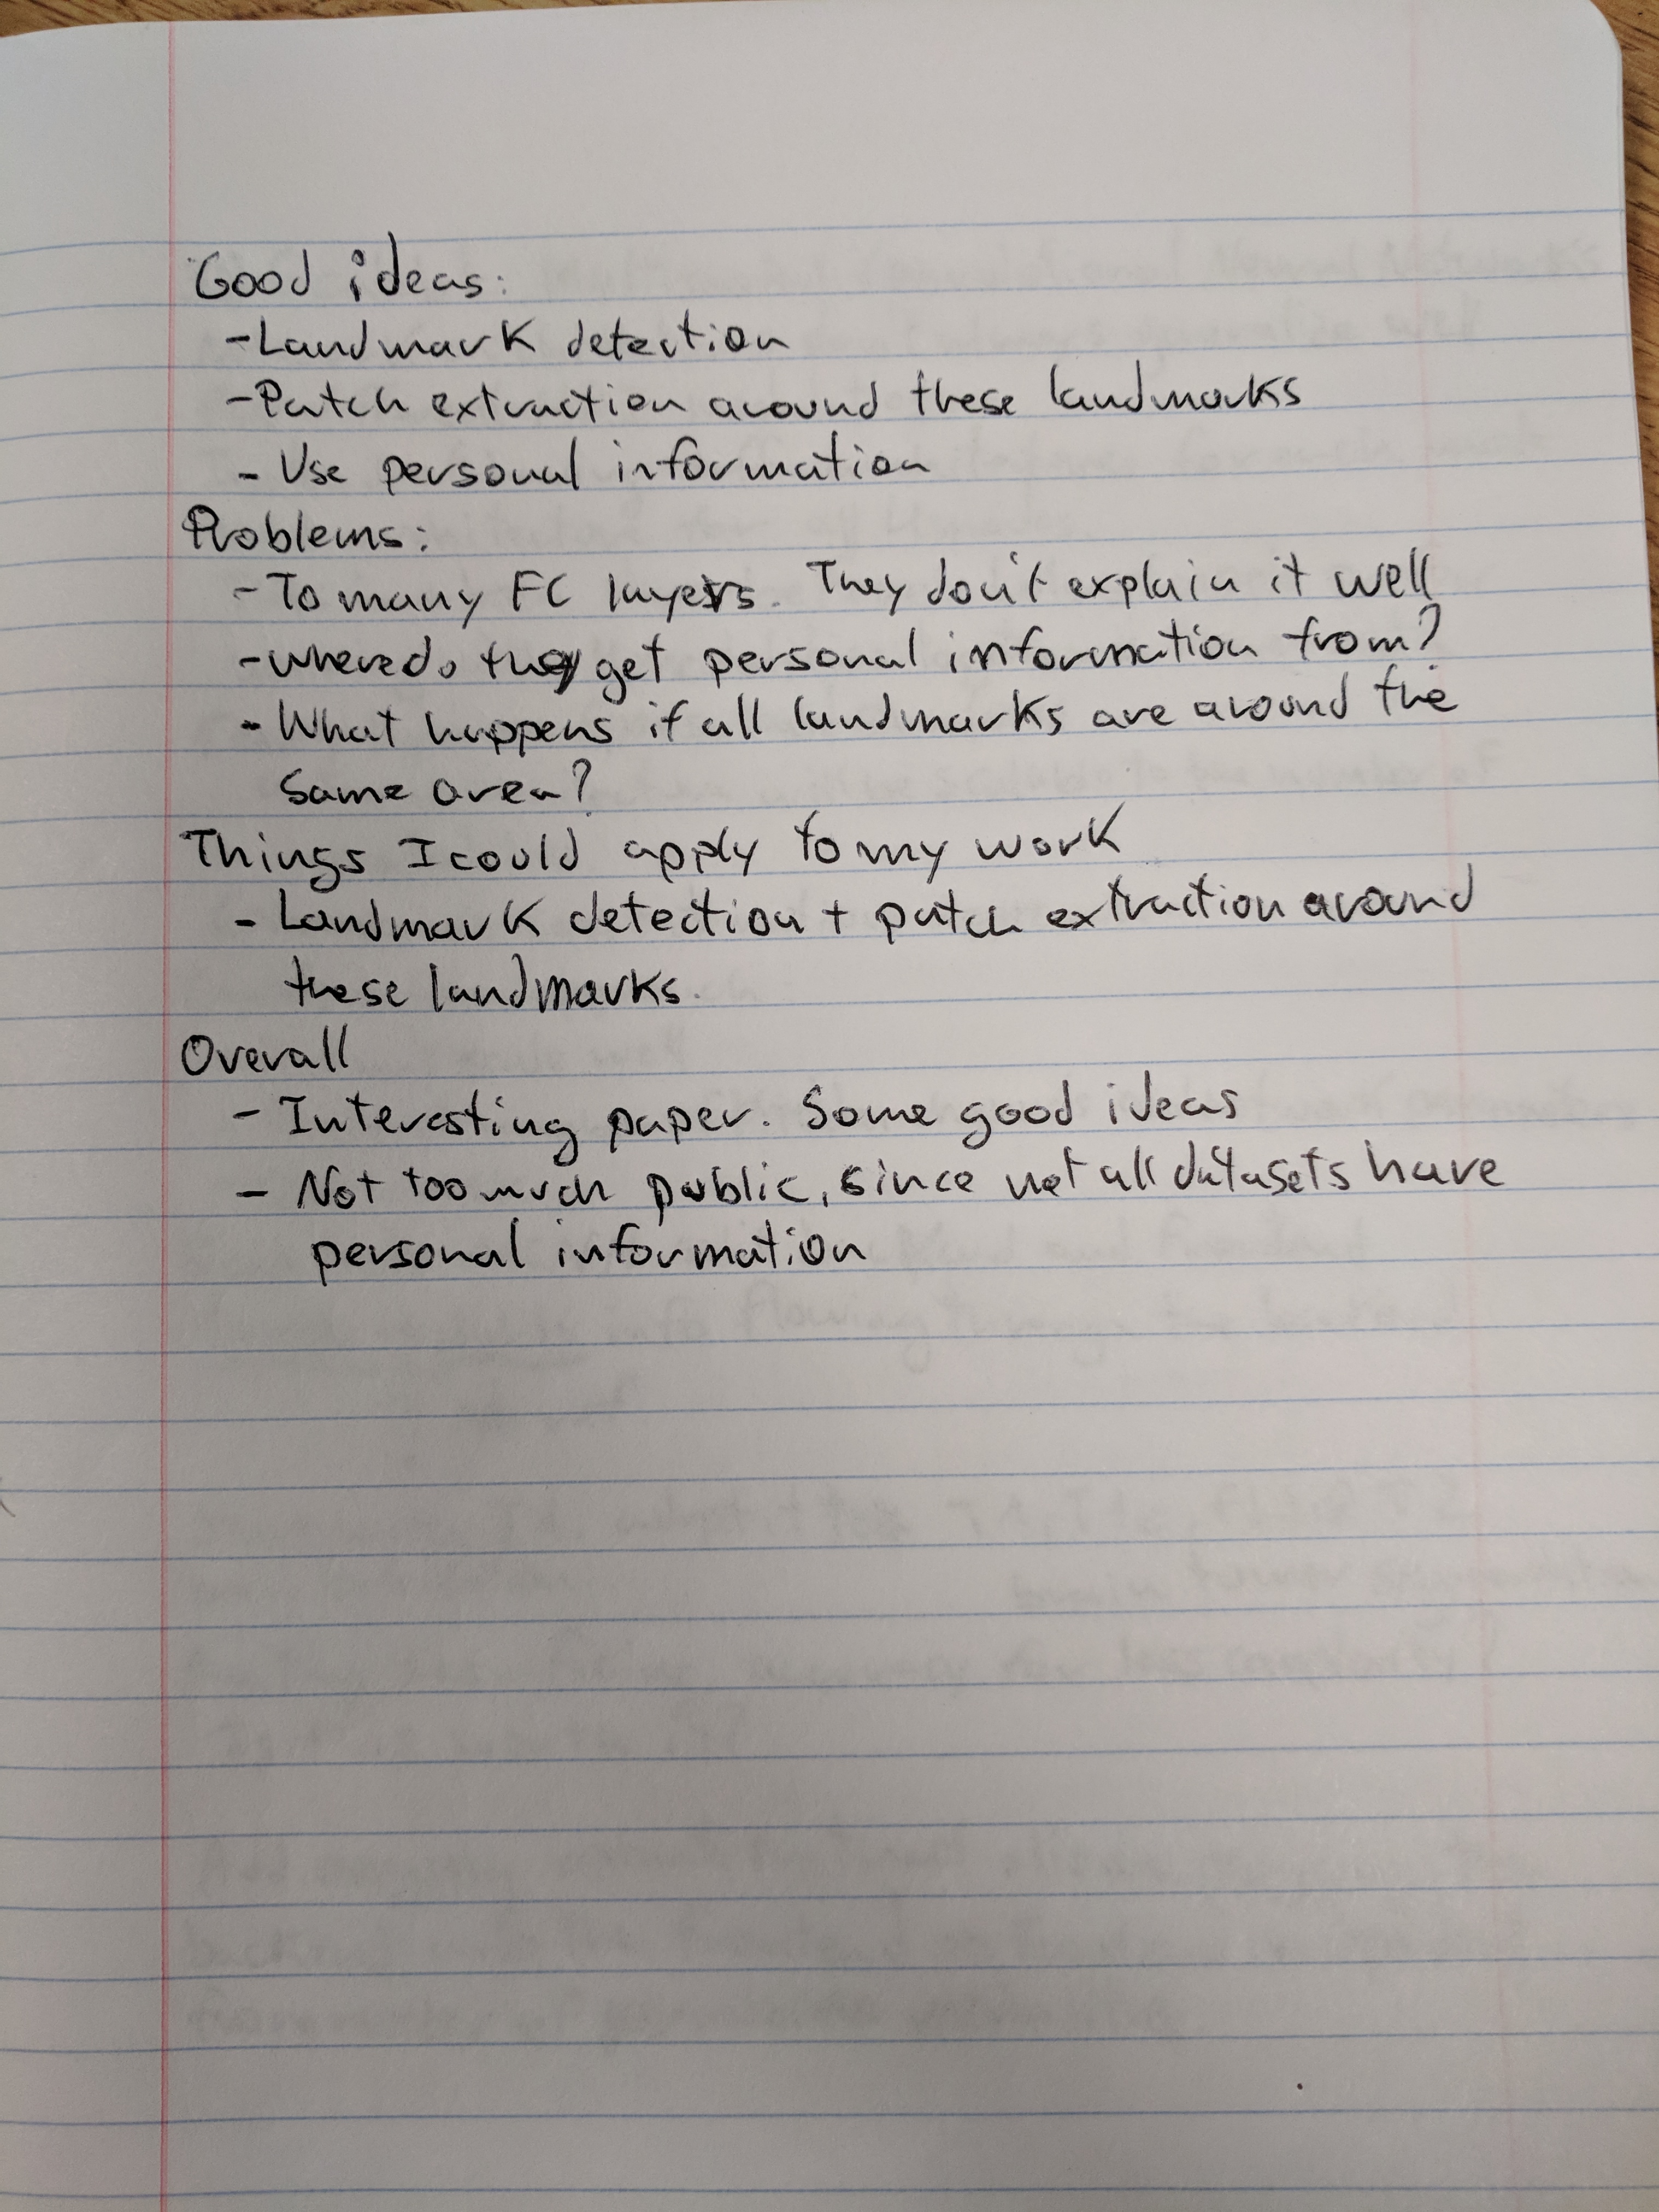 Good ideas:
- Landmark detection
- Patch extraction around these landmarks
- Use personal information
Problems:
- To many FC layers. They don't explain it well
- where do they get personal information from?
- What happens if all landmarks are around the
same area?
Things I could apply to my work
- Landmark detection + patch extraction around
these landmarks.
Overall
- Interesting paper. Some good ideas
- Not too much public, since not all datasets have
personal information